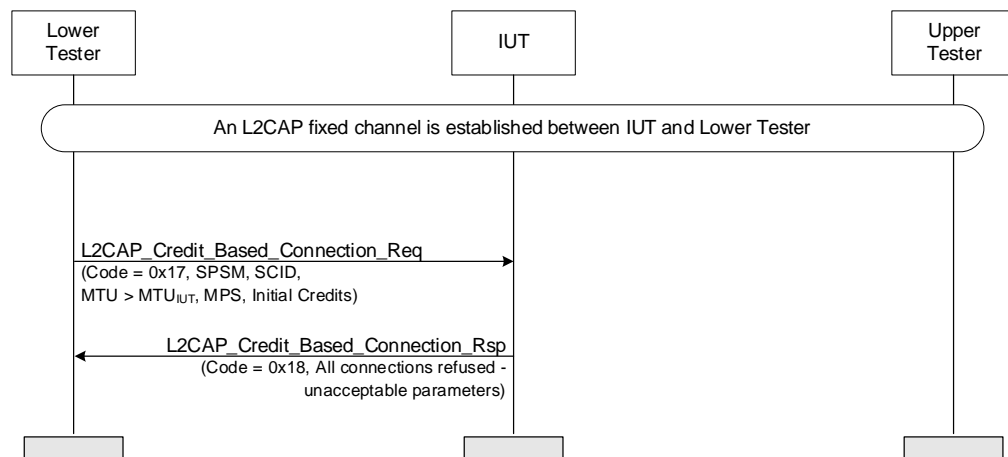 Lower
Tester
IUT
Upper
Tester
An L2CAP fixed channel is established between IUT and Lower Tester
L2CAP_Credit_Based_Connection_Req
(Code = 0x17, SPSM, SCID,
MTU > MTUIUT, MPS, Initial Credits)
L2CAP_Credit_Based_Connection_Rsp
(Code = 0x18, All connections refused -
unacceptable parameters)